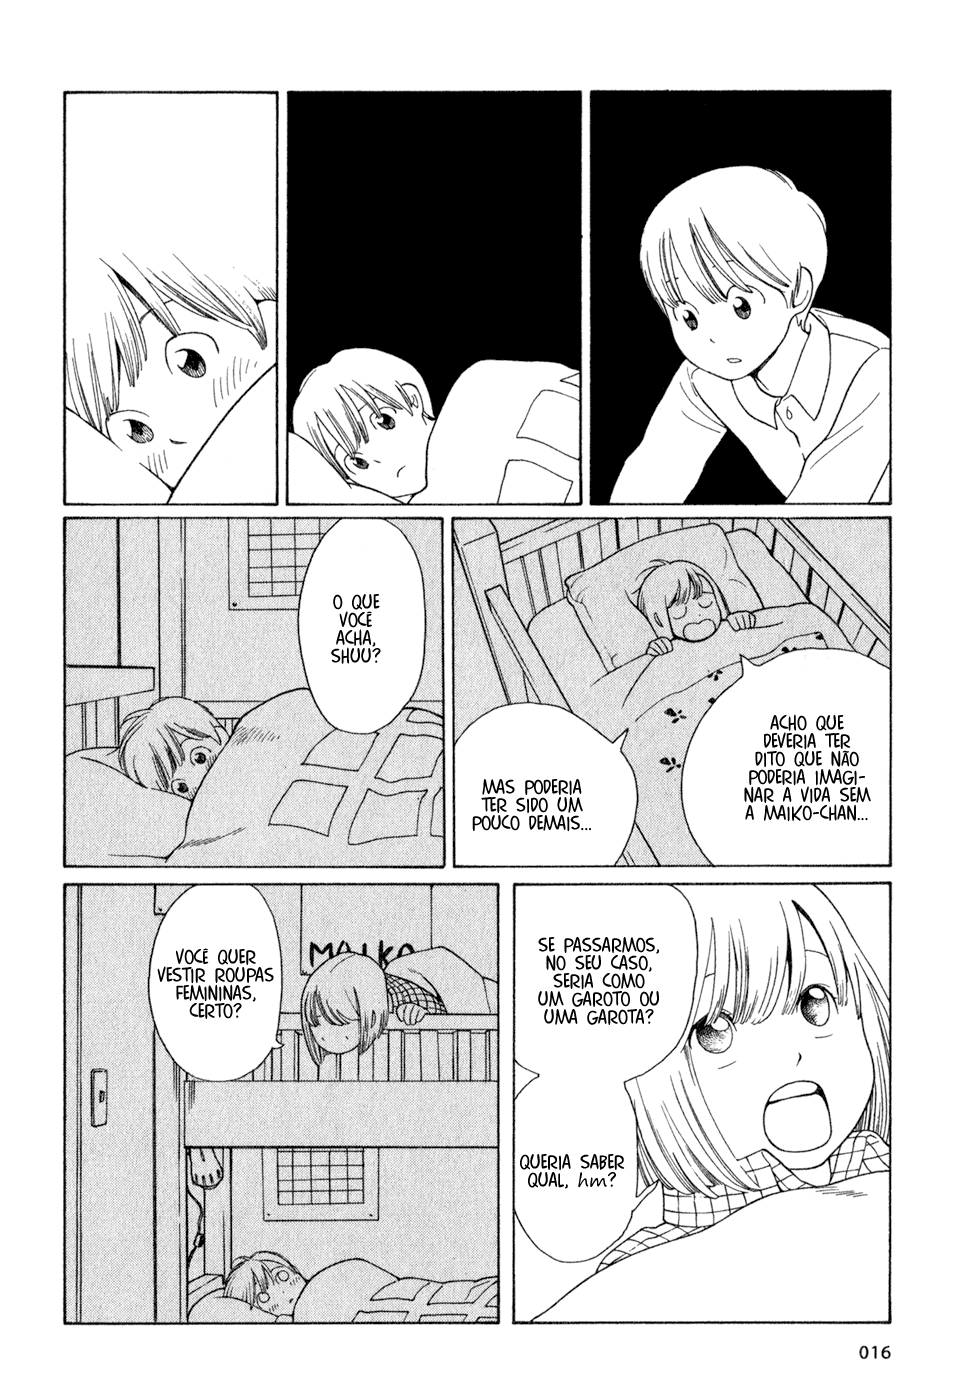 ACHO QUE
DEVERIA TER
DITO QUE NÃO
PODERIA IMAGI-
NAR A VIDA SEM
A MAIKO-CHAN...
MAS PODERIA
TER SIDO UM
POUCO DEMAIS...
O QUE
VOCÊ
ACHA,
SHUU?
SE PASSARMOS,
NO SEU CASO,
SERIA COMO
UM GAROTO OU
UMA GAROTA?
QUERIA SABER
QUAL, hm?
VOCÊ QUER
VESTIR ROUPAS
FEMININAS,
CERTO?
MAIKO
016